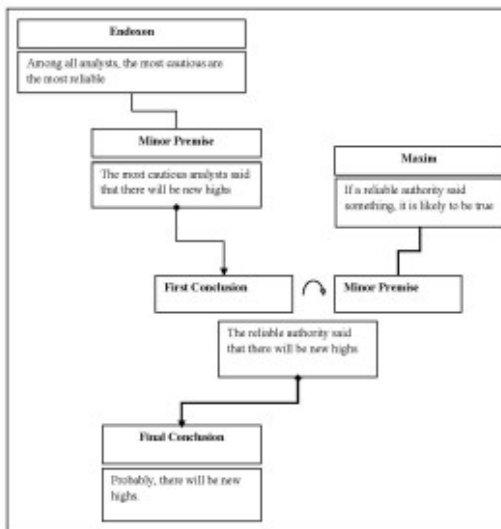 Endoxon
Among all analysts, the most cautious are
the most reliable
Minor Premise
The most cautious analysts said
that there will be new highs
Maxim
If a reliable authority said
something, it is likely to be true
First Conclusion
Minor Premise
The reliable authority said
that there will be new highs
Final Conclusion
Probably, there will be new
highs.